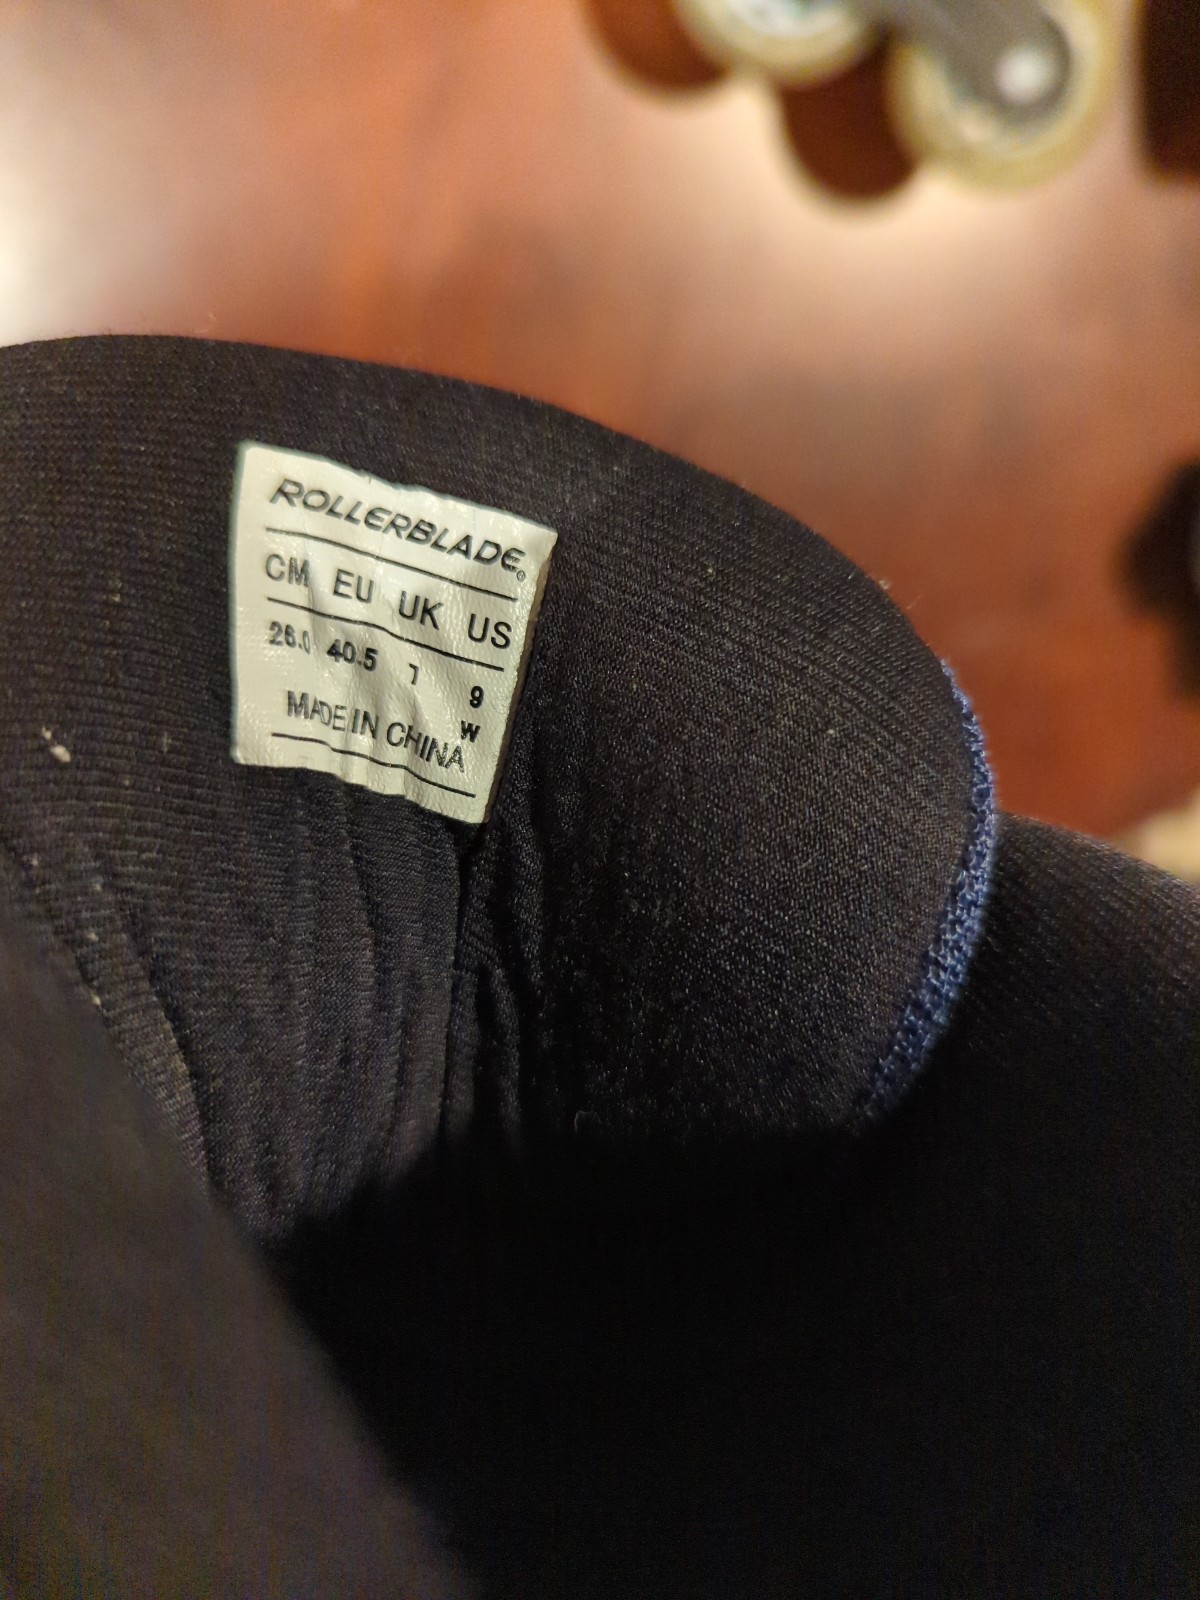 ROLLERBLADE®
CM EU UK US
26.0 40.5 7 9
W
MADE IN CHINA